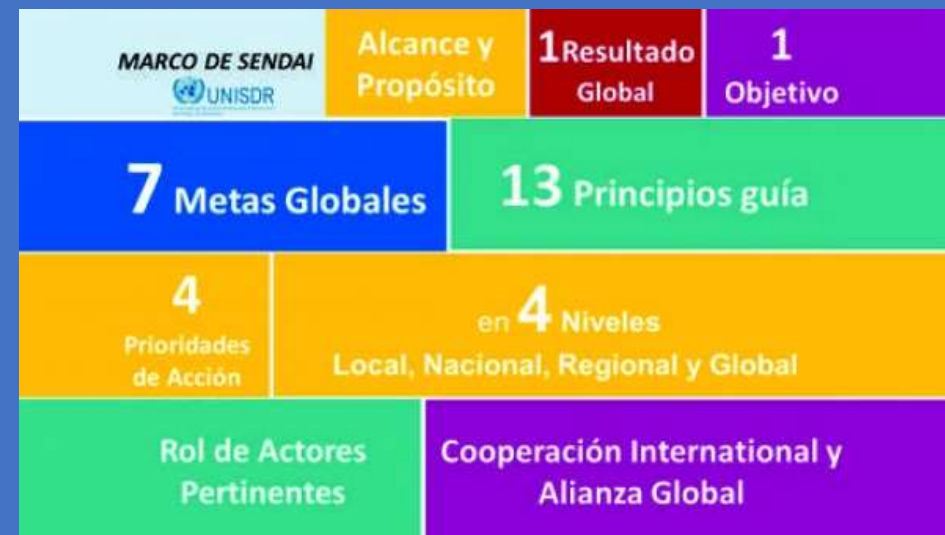 MARCO DE SENDAI
UNISDR
Alcance y
Propósito
1 Resultado
Global
1
Objetivo
7 Metas Globales
13 Principios guía
4
Prioridades
de Acción
en 4 Niveles
Local, Nacional, Regional y Global
Rol de Actores
Pertinentes
Cooperación International y
Alianza Global